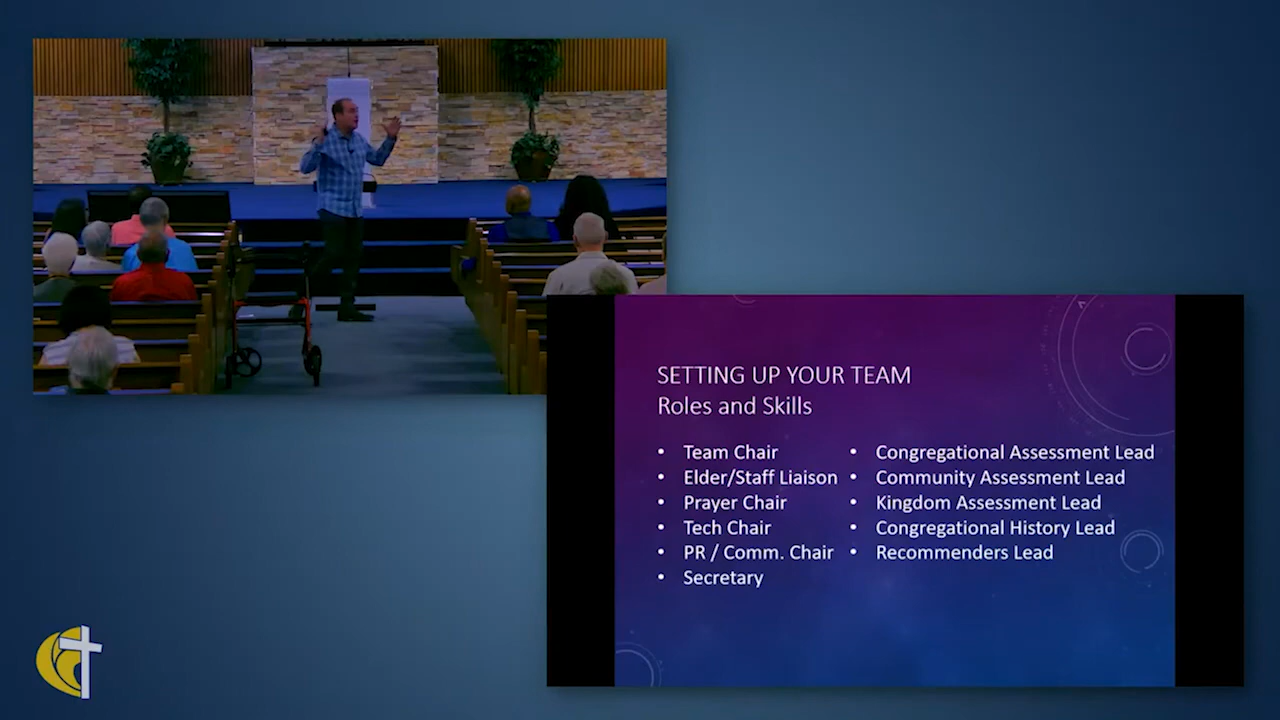 SETTING UP YOUR TEAM
Roles and Skills
• Team Chair
• Elder/Staff Liaison
• Prayer Chair
• Tech Chair
• PR / Comm. Chair
• Secretary
• Congregational Assessment Lead
• Community Assessment Lead
• Kingdom Assessment Lead
• Congregational History Lead
• Recommenders Lead